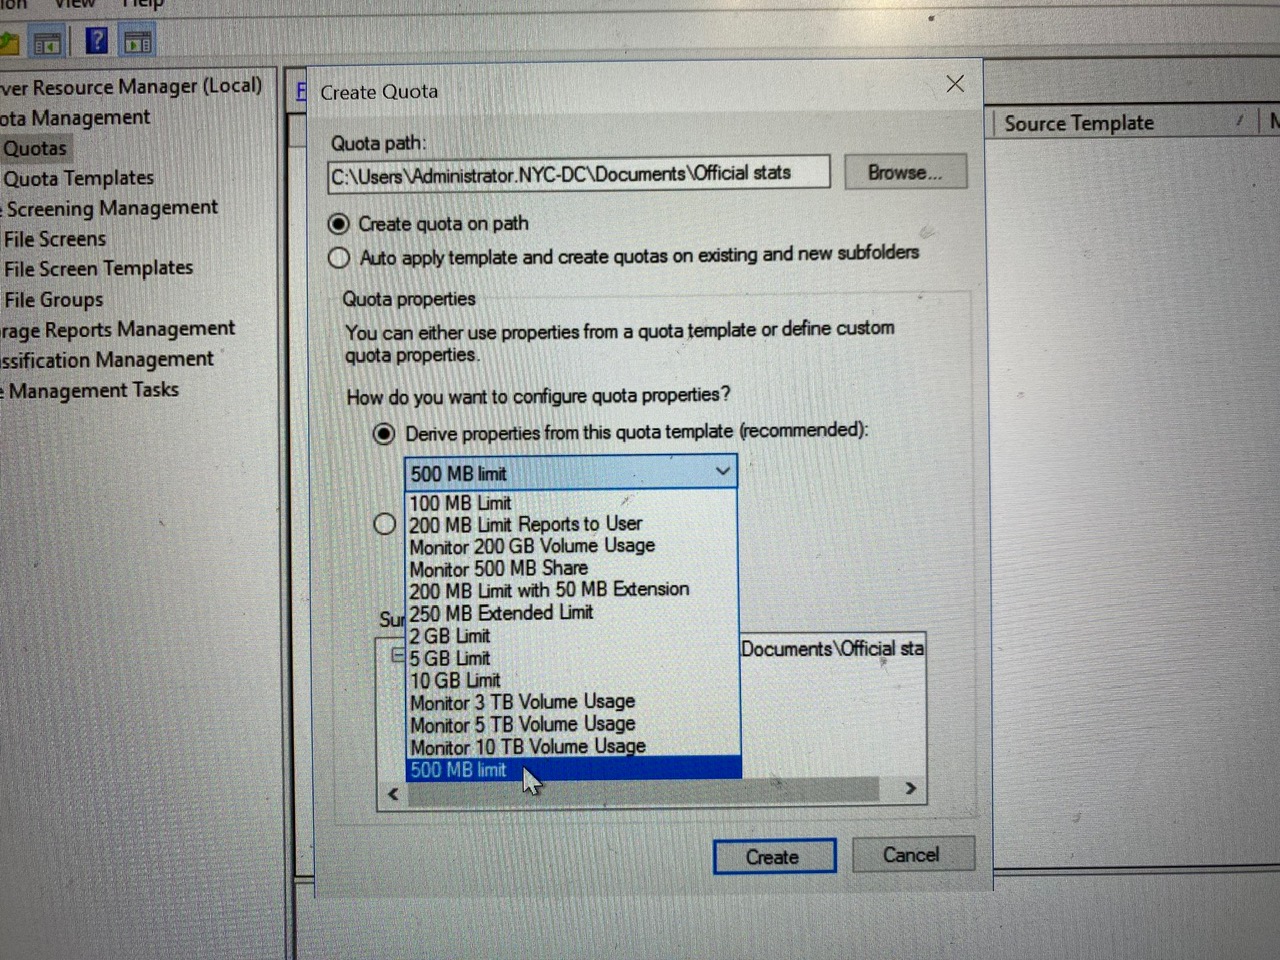 View Help
ver Resource Manager (Local)
ota Management
Quotas
Quota Templates
Screening Management
File Screens
File Screen Templates
File Groups
rage Reports Management
ssification Management
Management Tasks
Create Quota
Source Template
Quota path:
C:\Users\Administrator.NYC-DC\Documents\Official stats
Browse...
Create quota on path
Auto apply template and create quotas on existing and new subfolders
Quota properties
You can either use properties from a quota template or define custom
quota properties.
How do you want to configure quota properties?
Derive properties from this quota template (recommended):
500 MB limit
100 MB Limit
200 MB Limit Reports to User
Monitor 200 GB Volume Usage
Monitor 500 MB Share
200 MB Limit with 50 MB Extension
250 MB Extended Limit
2 GB Limit
5 GB Limit
10 GB Limit
Monitor 3 TB Volume Usage
Monitor 5 TB Volume Usage
Monitor 10 TB Volume Usage
500 MB limit
Sur
Documents\Official sta
Create
Cancel